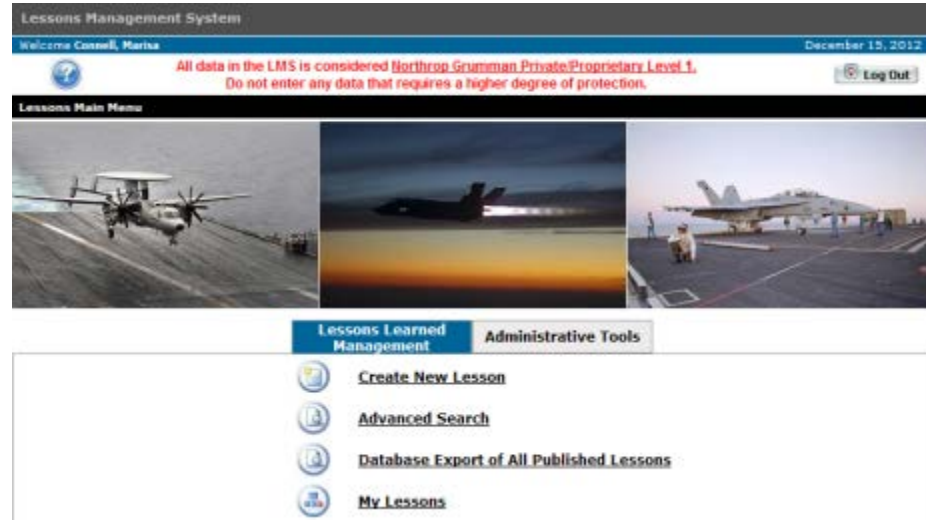 Lessons Management System
Welcome Connell, Marisa
December 15, 2012
All data in the LMS is considered Northrop Grumman Private/Proprietary Level 1.
Do not enter any data that requires a higher degree of protection.
Log Out
Lessons Main Menu
Lessons Learned
Management
Administrative Tools
Create New Lesson
Advanced Search
Database Export of All Published Lessons
My Lessons